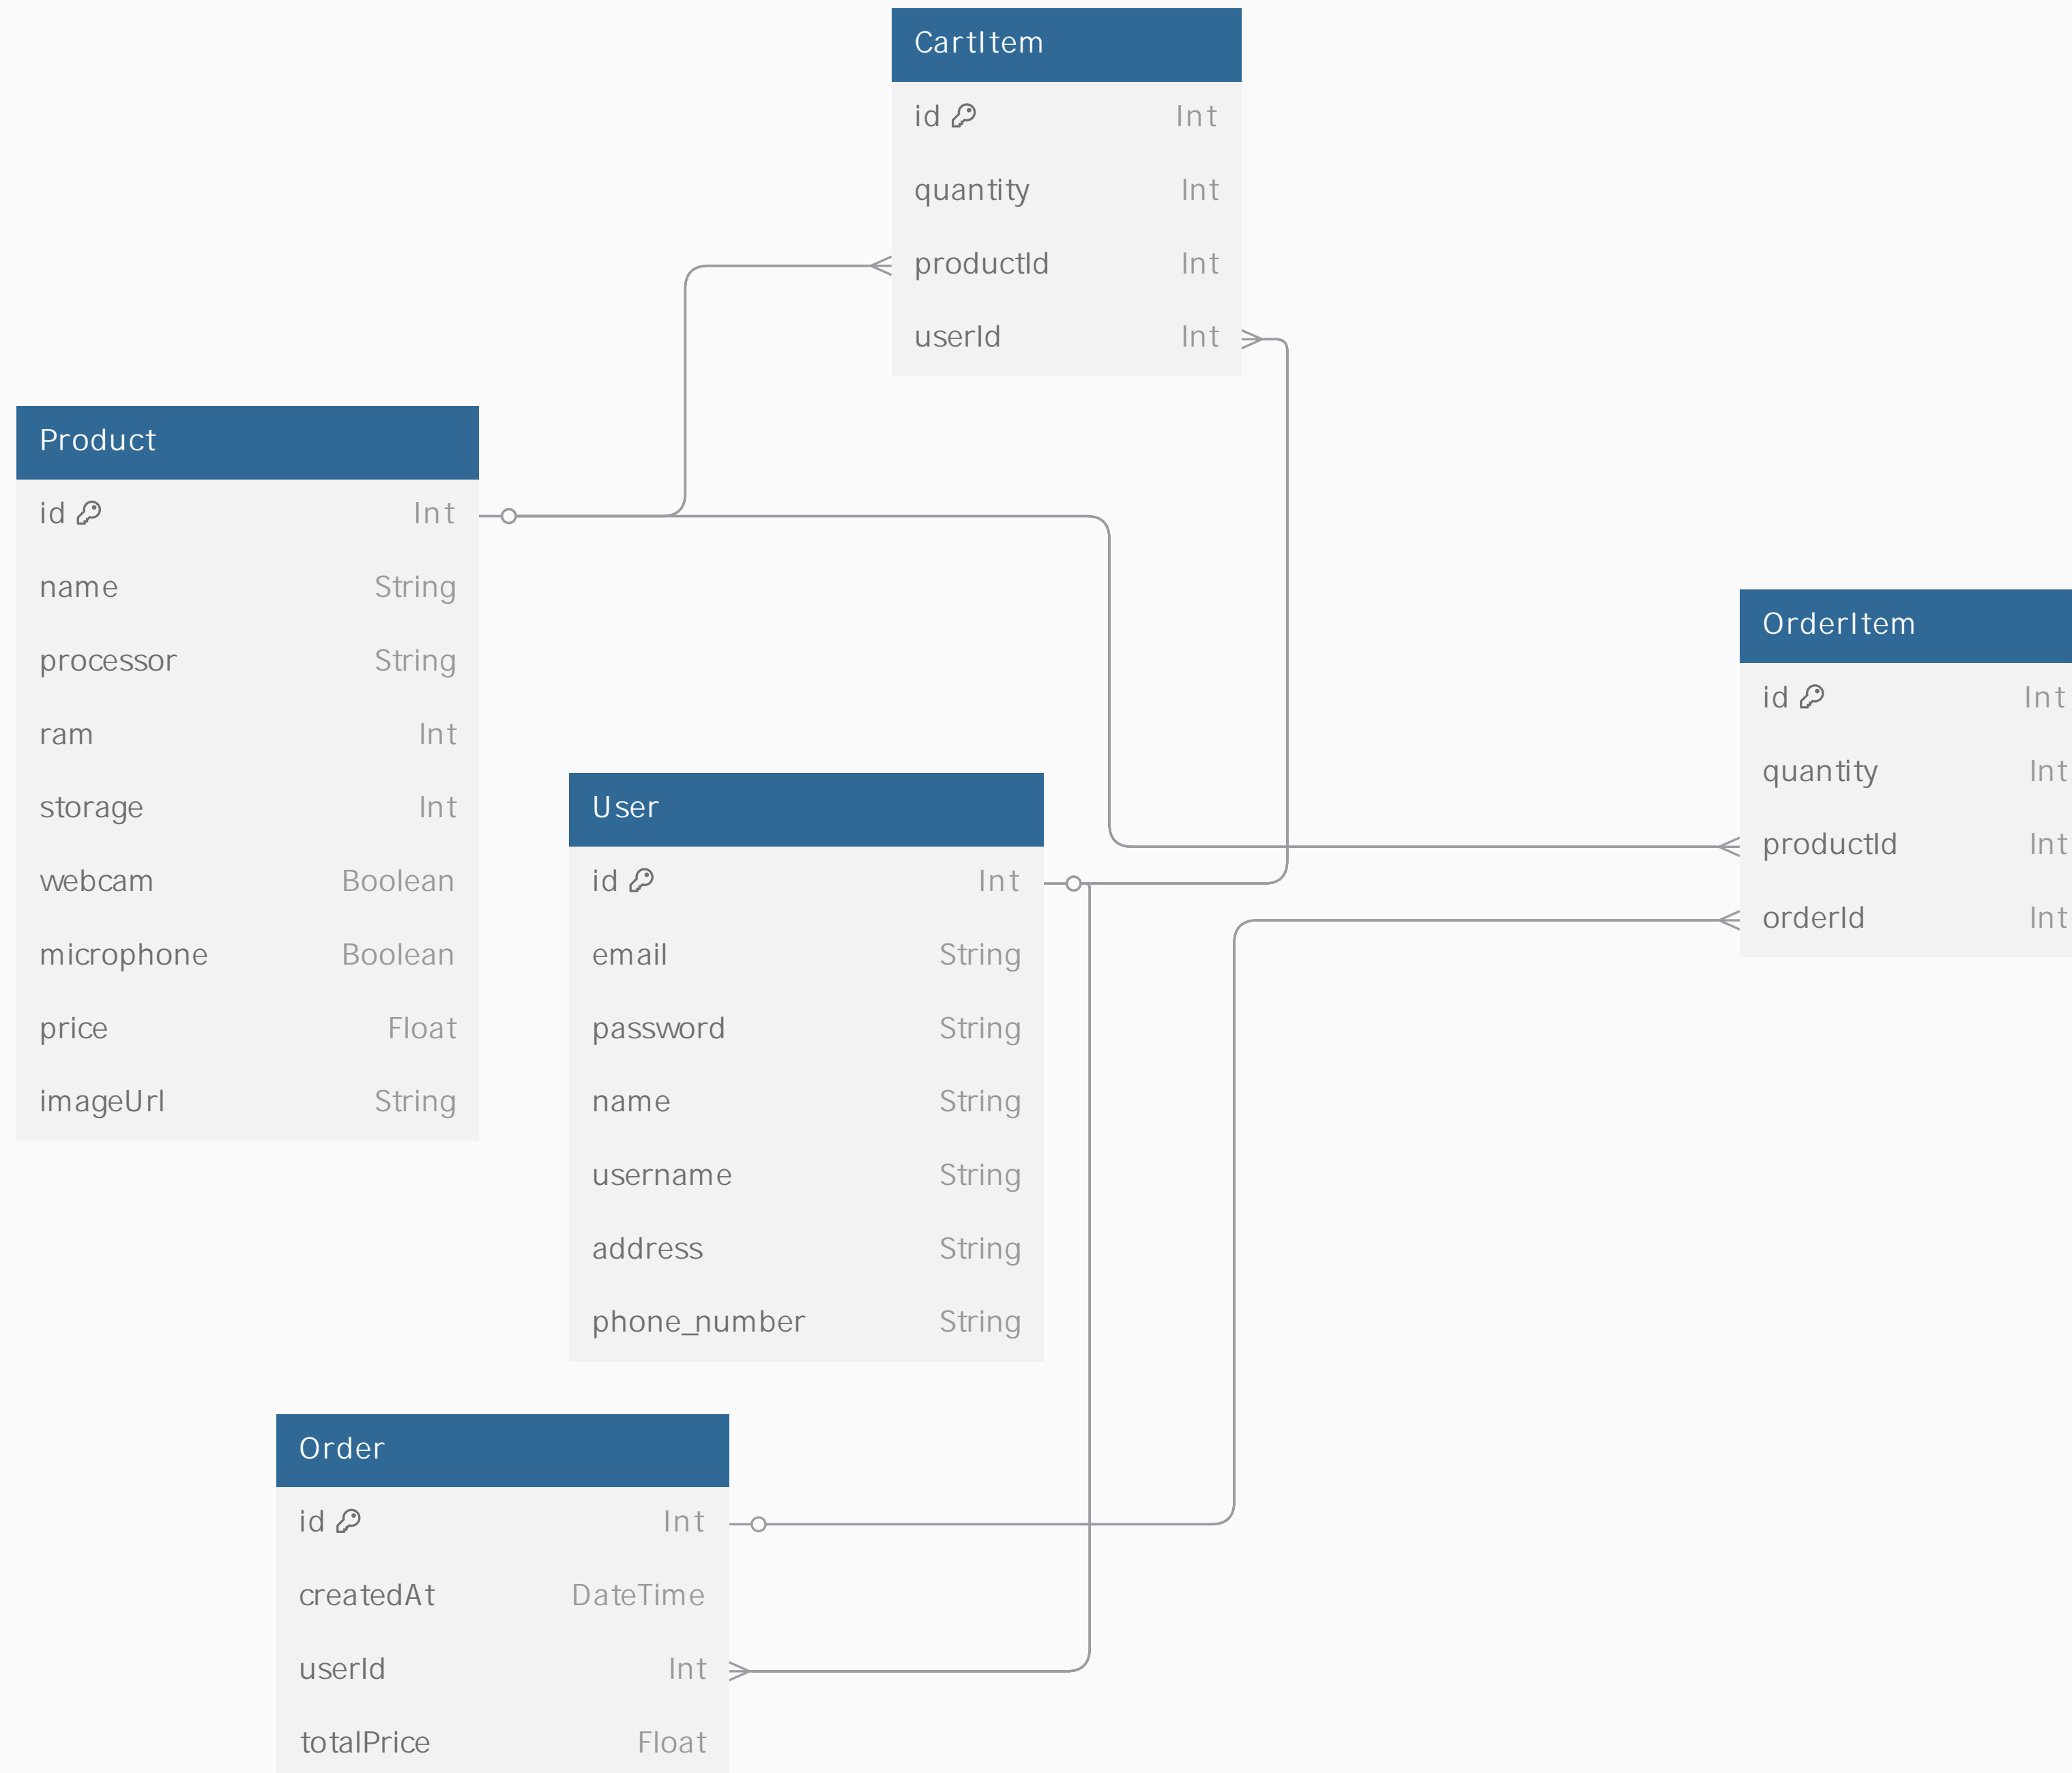 CartItem
id Int
quantity Int
productId Int
userId Int
Product
id Int
name String
processor String
ram Int
storage Int
webcam Boolean
microphone Boolean
price Float
imageUrl String
User
id Int
email String
password String
name String
username String
address String
phone_number String
OrderItem
id Int
quantity Int
productId Int
orderId Int
Order
id Int
createdAt DateTime
userId Int
totalPrice Float